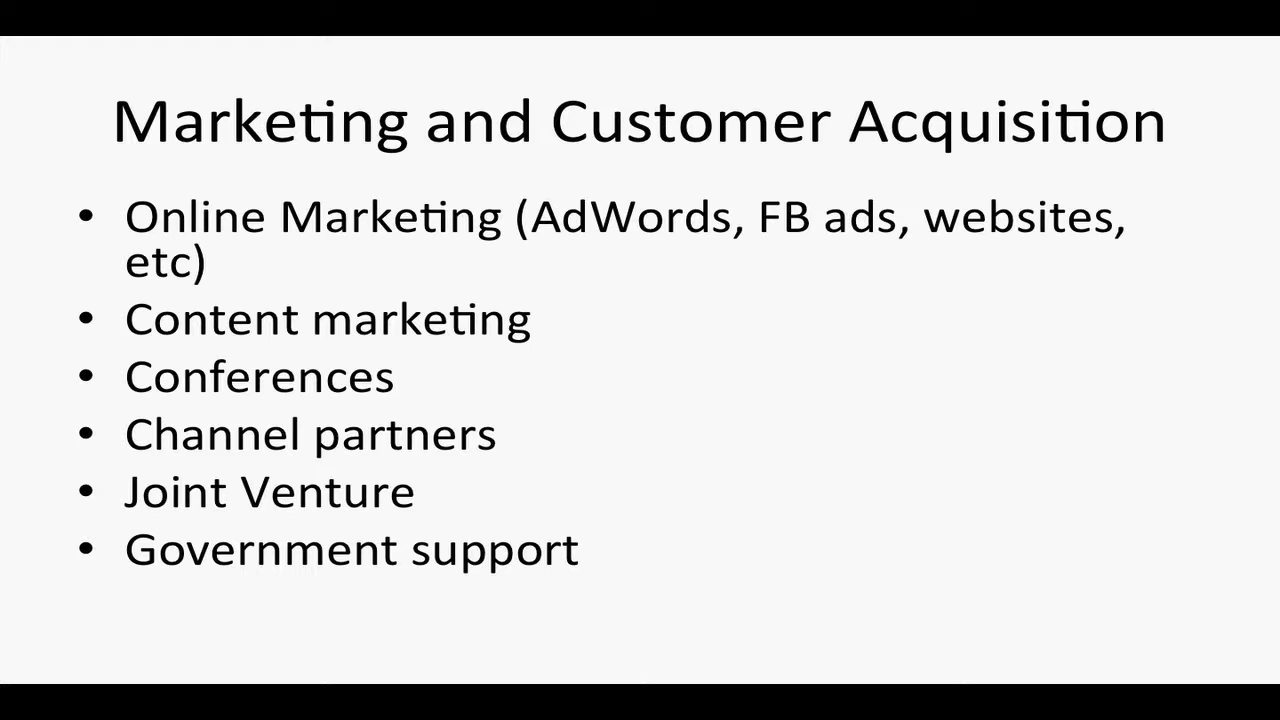 Marketing and Customer Acquisition
• Online Marketing (AdWords, FB ads, websites,
etc)
• Content marketing
• Conferences
• Channel partners
• Joint Venture
• Government support